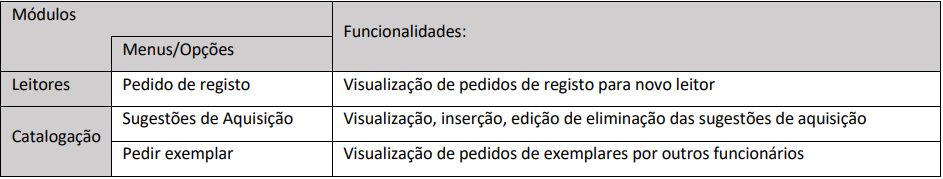 Módulos
Funcionalidades:
Menus/Opções
Leitores Pedido de registo Visualização de pedidos de registo para novo leitor
Catalogação
Sugestões de Aquisição Visualização, inserção, edição de eliminação das sugestões de aquisição
Pedir exemplar Visualização de pedidos de exemplares por outros funcionários